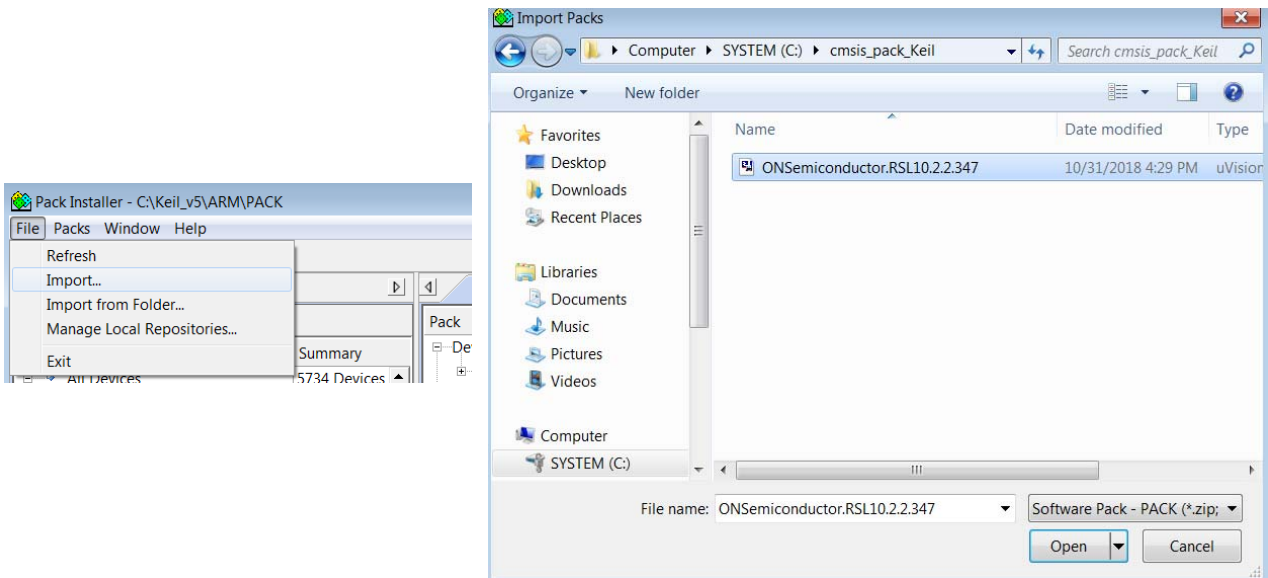 Pack Installer - C:\Keil_v5\ARM\PACK
File Packs Window Help
Refresh
Import...
Import from Folder...
Manage Local Repositories...
Exit
Pack
Summary
De
All Devices
5734 Devices
Import Packs
Computer SYSTEM (C:) cmsis_pack_Keil
Search cmsis_pack_Keil
Organize New folder
Name Date modified Type
Favorites
ONSemiconductor.RSL10.2.2.347 10/31/2018 4:29 PM uVision
Desktop
Downloads
Recent Places
Libraries
Documents
Music
Pictures
Videos
Computer
SYSTEM (C:)
File name: ONSemiconductor.RSL10.2.2.347 Software Pack - PACK (*.zip;
Open Cancel